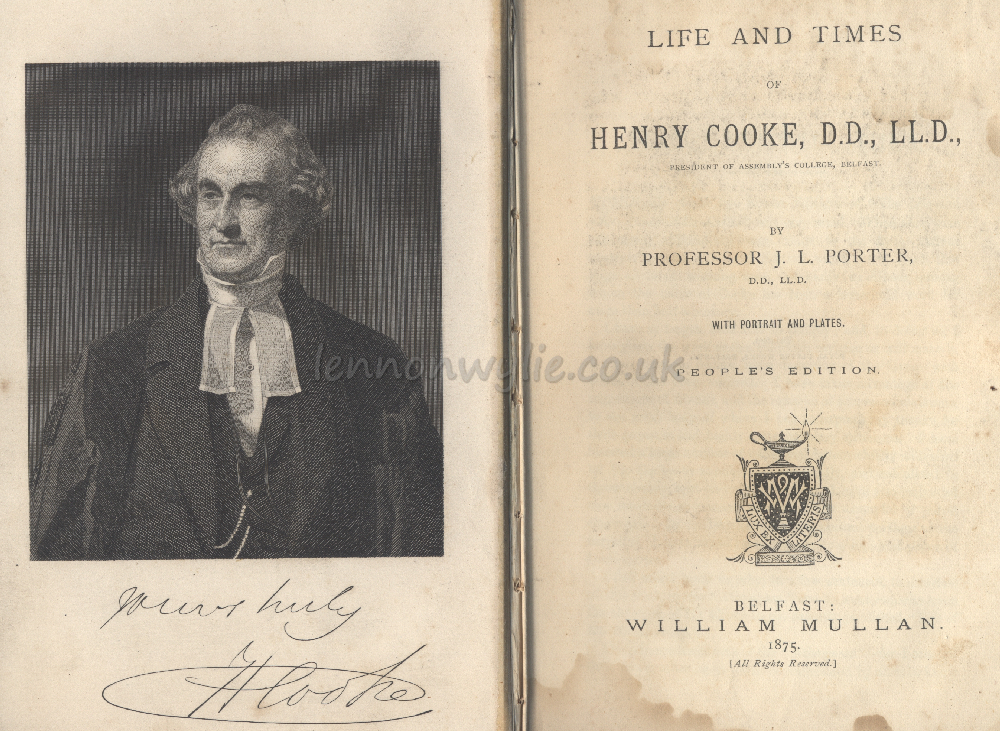 yours truly
H Cooke
LIFE AND TIMES
OF
HENRY COOKE, D.D., LL.D.,
PRESIDENT OF ASSEMBLY'S COLLEGE, BELFAST.
BY
PROFESSOR J. L. PORTER,
D.D., LL.D.
WITH PORTRAIT AND PLATES.
lennonwylie.co.uk
PEOPLE'S EDITION.
WM
LUX EX LITERIS
BELFAST:
WILLIAM MULLAN.
1875.
[All Rights Reserved.]